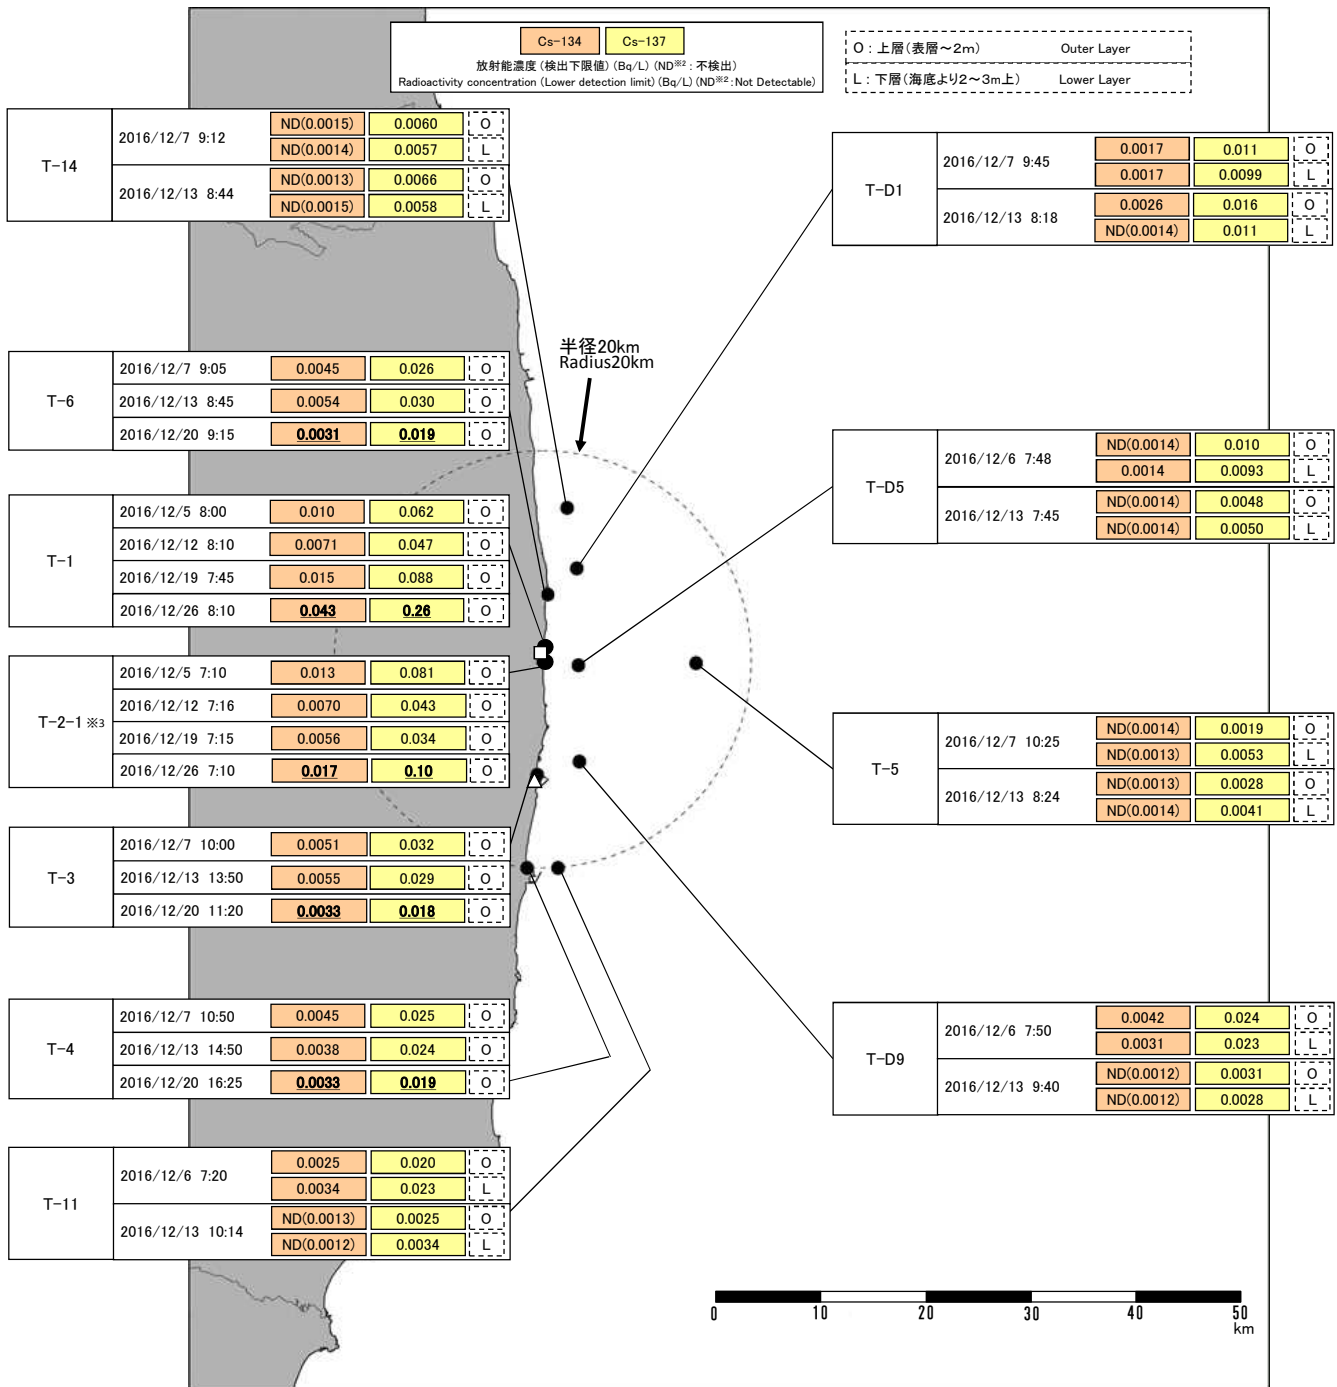 Cs-134 Cs-137
放射能濃度(検出下限値)(Bq/L)(ND※2:不検出)
Radioactivity concentration (Lower detection limit)(Bq/L)(ND※2:Not Detectable)
O:上層(表層～2m) Outer Layer
L:下層(海底より2～3m上) Lower Layer
T-14
2016/12/7 9:12 ND(0.0015) 0.0060 O
ND(0.0014) 0.0057 L
2016/12/13 8:44 ND(0.0013) 0.0066 O
ND(0.0015) 0.0058 L
T-6
2016/12/7 9:05 0.0045 0.026 O
2016/12/13 8:45 0.0054 0.030 O
2016/12/20 9:15 0.0031 0.019 O
T-1
2016/12/5 8:00 0.010 0.062 O
2016/12/12 8:10 0.0071 0.047 O
2016/12/19 7:45 0.015 0.088 O
2016/12/26 8:10 0.043 0.26 O
T-2-1 ※3
2016/12/5 7:10 0.013 0.081 O
2016/12/12 7:16 0.0070 0.043 O
2016/12/19 7:15 0.0056 0.034 O
2016/12/26 7:10 0.017 0.10 O
T-3
2016/12/7 10:00 0.0051 0.032 O
2016/12/13 13:50 0.0055 0.029 O
2016/12/20 11:20 0.0033 0.018 O
T-4
2016/12/7 10:50 0.0045 0.025 O
2016/12/13 14:50 0.0038 0.024 O
2016/12/20 16:25 0.0033 0.019 O
T-11
2016/12/6 7:20 0.0025 0.020 O
0.0034 0.023 L
2016/12/13 10:14 ND(0.0013) 0.0025 O
ND(0.0012) 0.0034 L
半径20km
Radius20km
T-D1
2016/12/7 9:45 0.0017 0.011 O
0.0017 0.0099 L
2016/12/13 8:18 0.0026 0.016 O
ND(0.0014) 0.011 L
T-D5
2016/12/6 7:48 ND(0.0014) 0.010 O
0.0014 0.0093 L
2016/12/13 7:45 ND(0.0014) 0.0048 O
ND(0.0014) 0.0050 L
T-5
2016/12/7 10:25 ND(0.0014) 0.0019 O
ND(0.0013) 0.0053 L
2016/12/13 8:24 ND(0.0013) 0.0028 O
ND(0.0014) 0.0041 L
T-D9
2016/12/6 7:50 0.0042 0.024 O
0.0031 0.023 L
2016/12/13 9:40 ND(0.0012) 0.0031 O
ND(0.0012) 0.0028 L
0 10 20 30 40 50
km